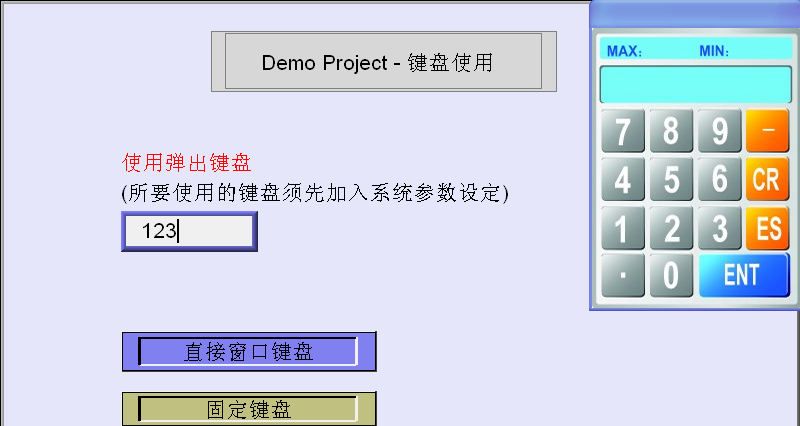 Demo Project - 键盘使用
MAX: MIN:
7 8 9 -
使用弹出键盘
4 5 6 CR
(所要使用的键盘须先加入系统参数设定)
123
1 2 3 ES
. 0 ENT
直接窗口键盘
固定键盘